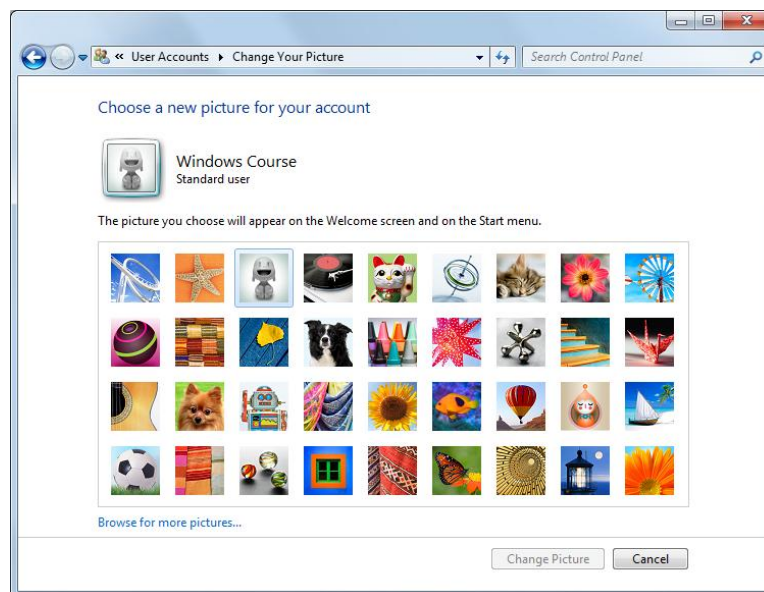 « User Accounts ▸ Change Your Picture
Search Control Panel
Choose a new picture for your account
Windows Course
Standard user
The picture you choose will appear on the Welcome screen and on the Start menu.
Browse for more pictures...
Change Picture
Cancel